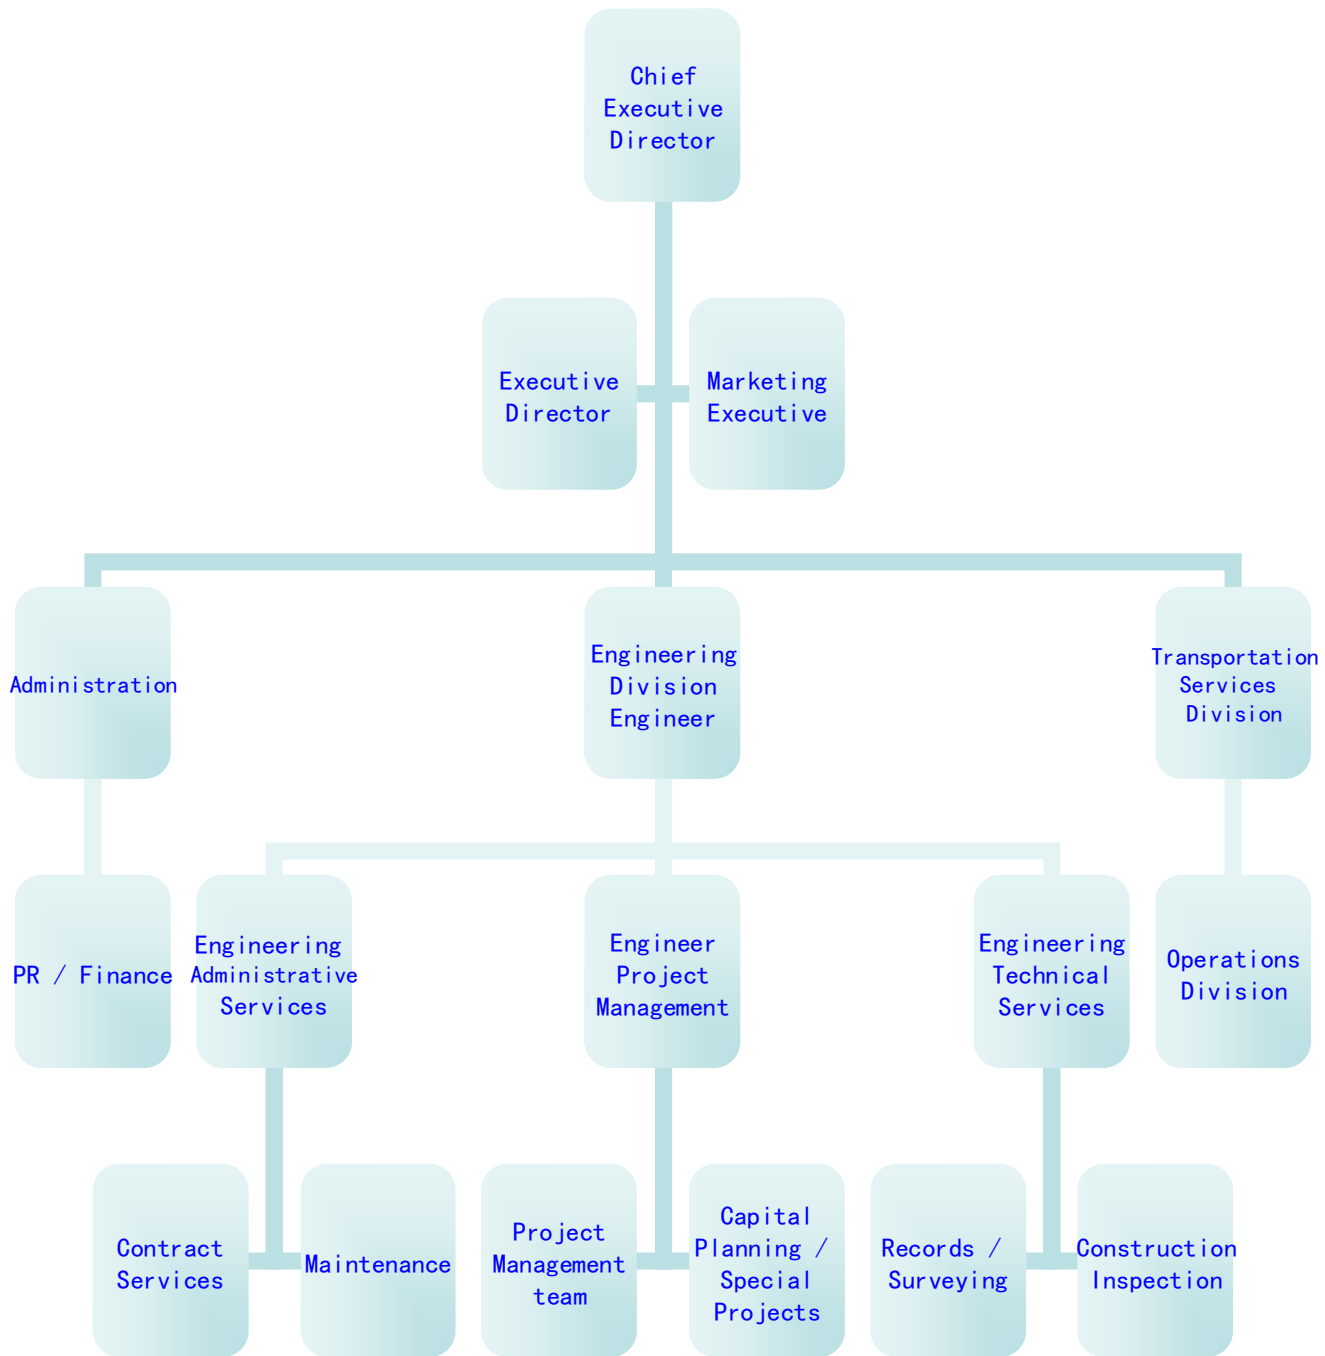 Chief
Executive
Director
Executive
Director
Marketing
Executive
Administration
Engineering
Division
Engineer
Transportation
Services
Division
PR / Finance
Engineering
Administrative
Services
Engineer
Project
Management
Engineering
Technical
Services
Operations
Division
Contract
Services
Maintenance
Project
Management
team
Capital
Planning /
Special
Projects
Records /
Surveying
Construction
Inspection